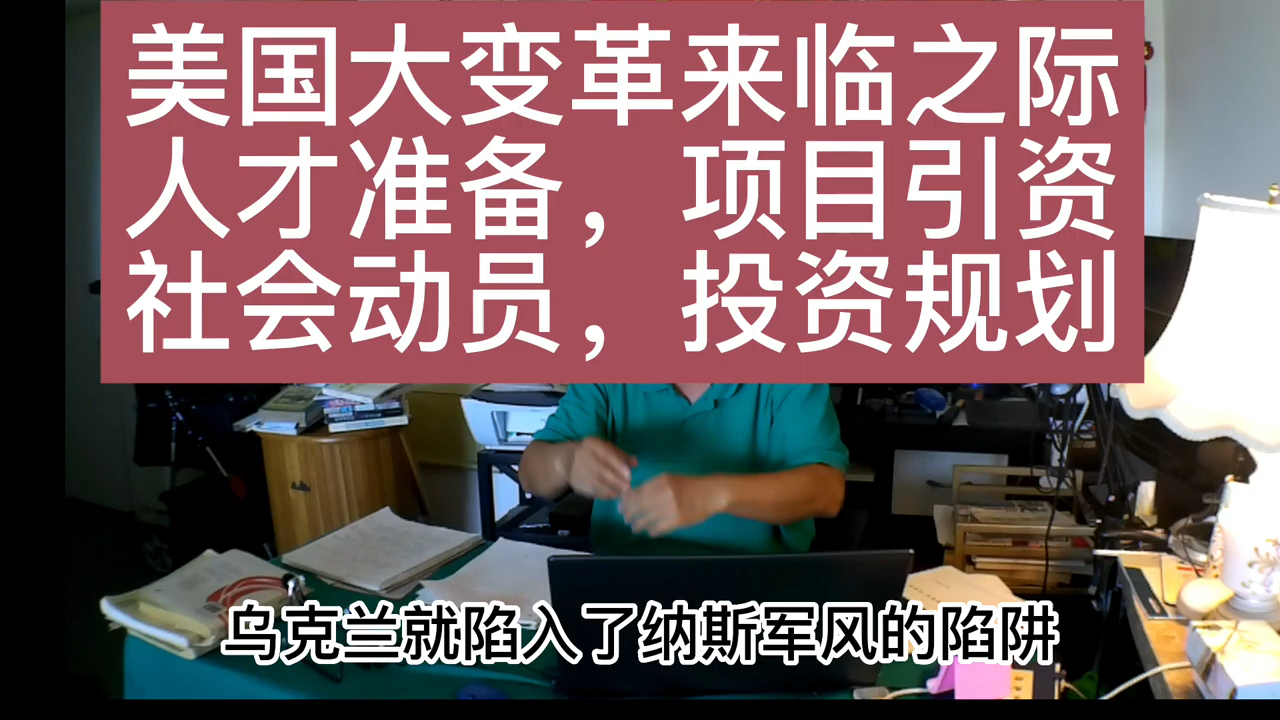 美国大变革来临之际
人才准备，项目引资
社会动员，投资规划
乌克兰就陷入了纳斯军风的陷阱